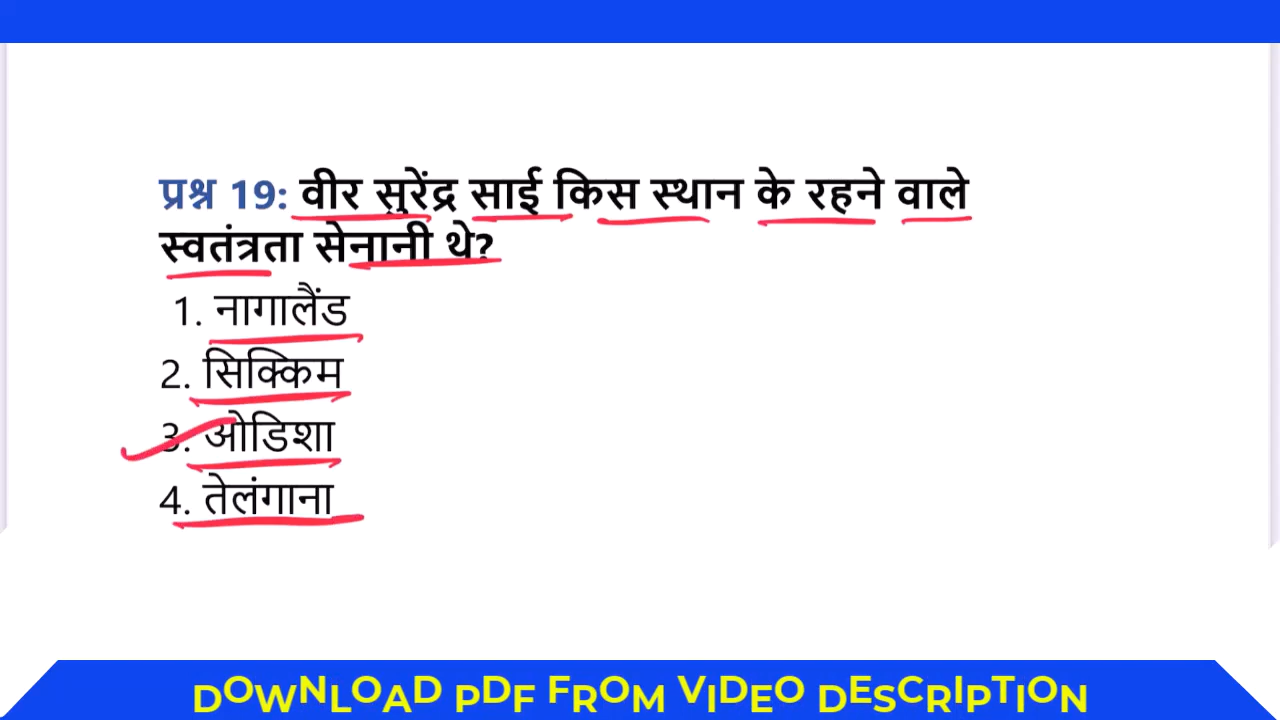 प्रश्न 19: वीर सुरेंद्र साई किस स्थान के रहने वाले
स्वतंत्रता सेनानी थे?
1. नागालैंड
2. सिक्किम
3. ओडिशा
4. तेलंगाना
DOWNLOAD PDF FROM VIDEO DESCRIPTION